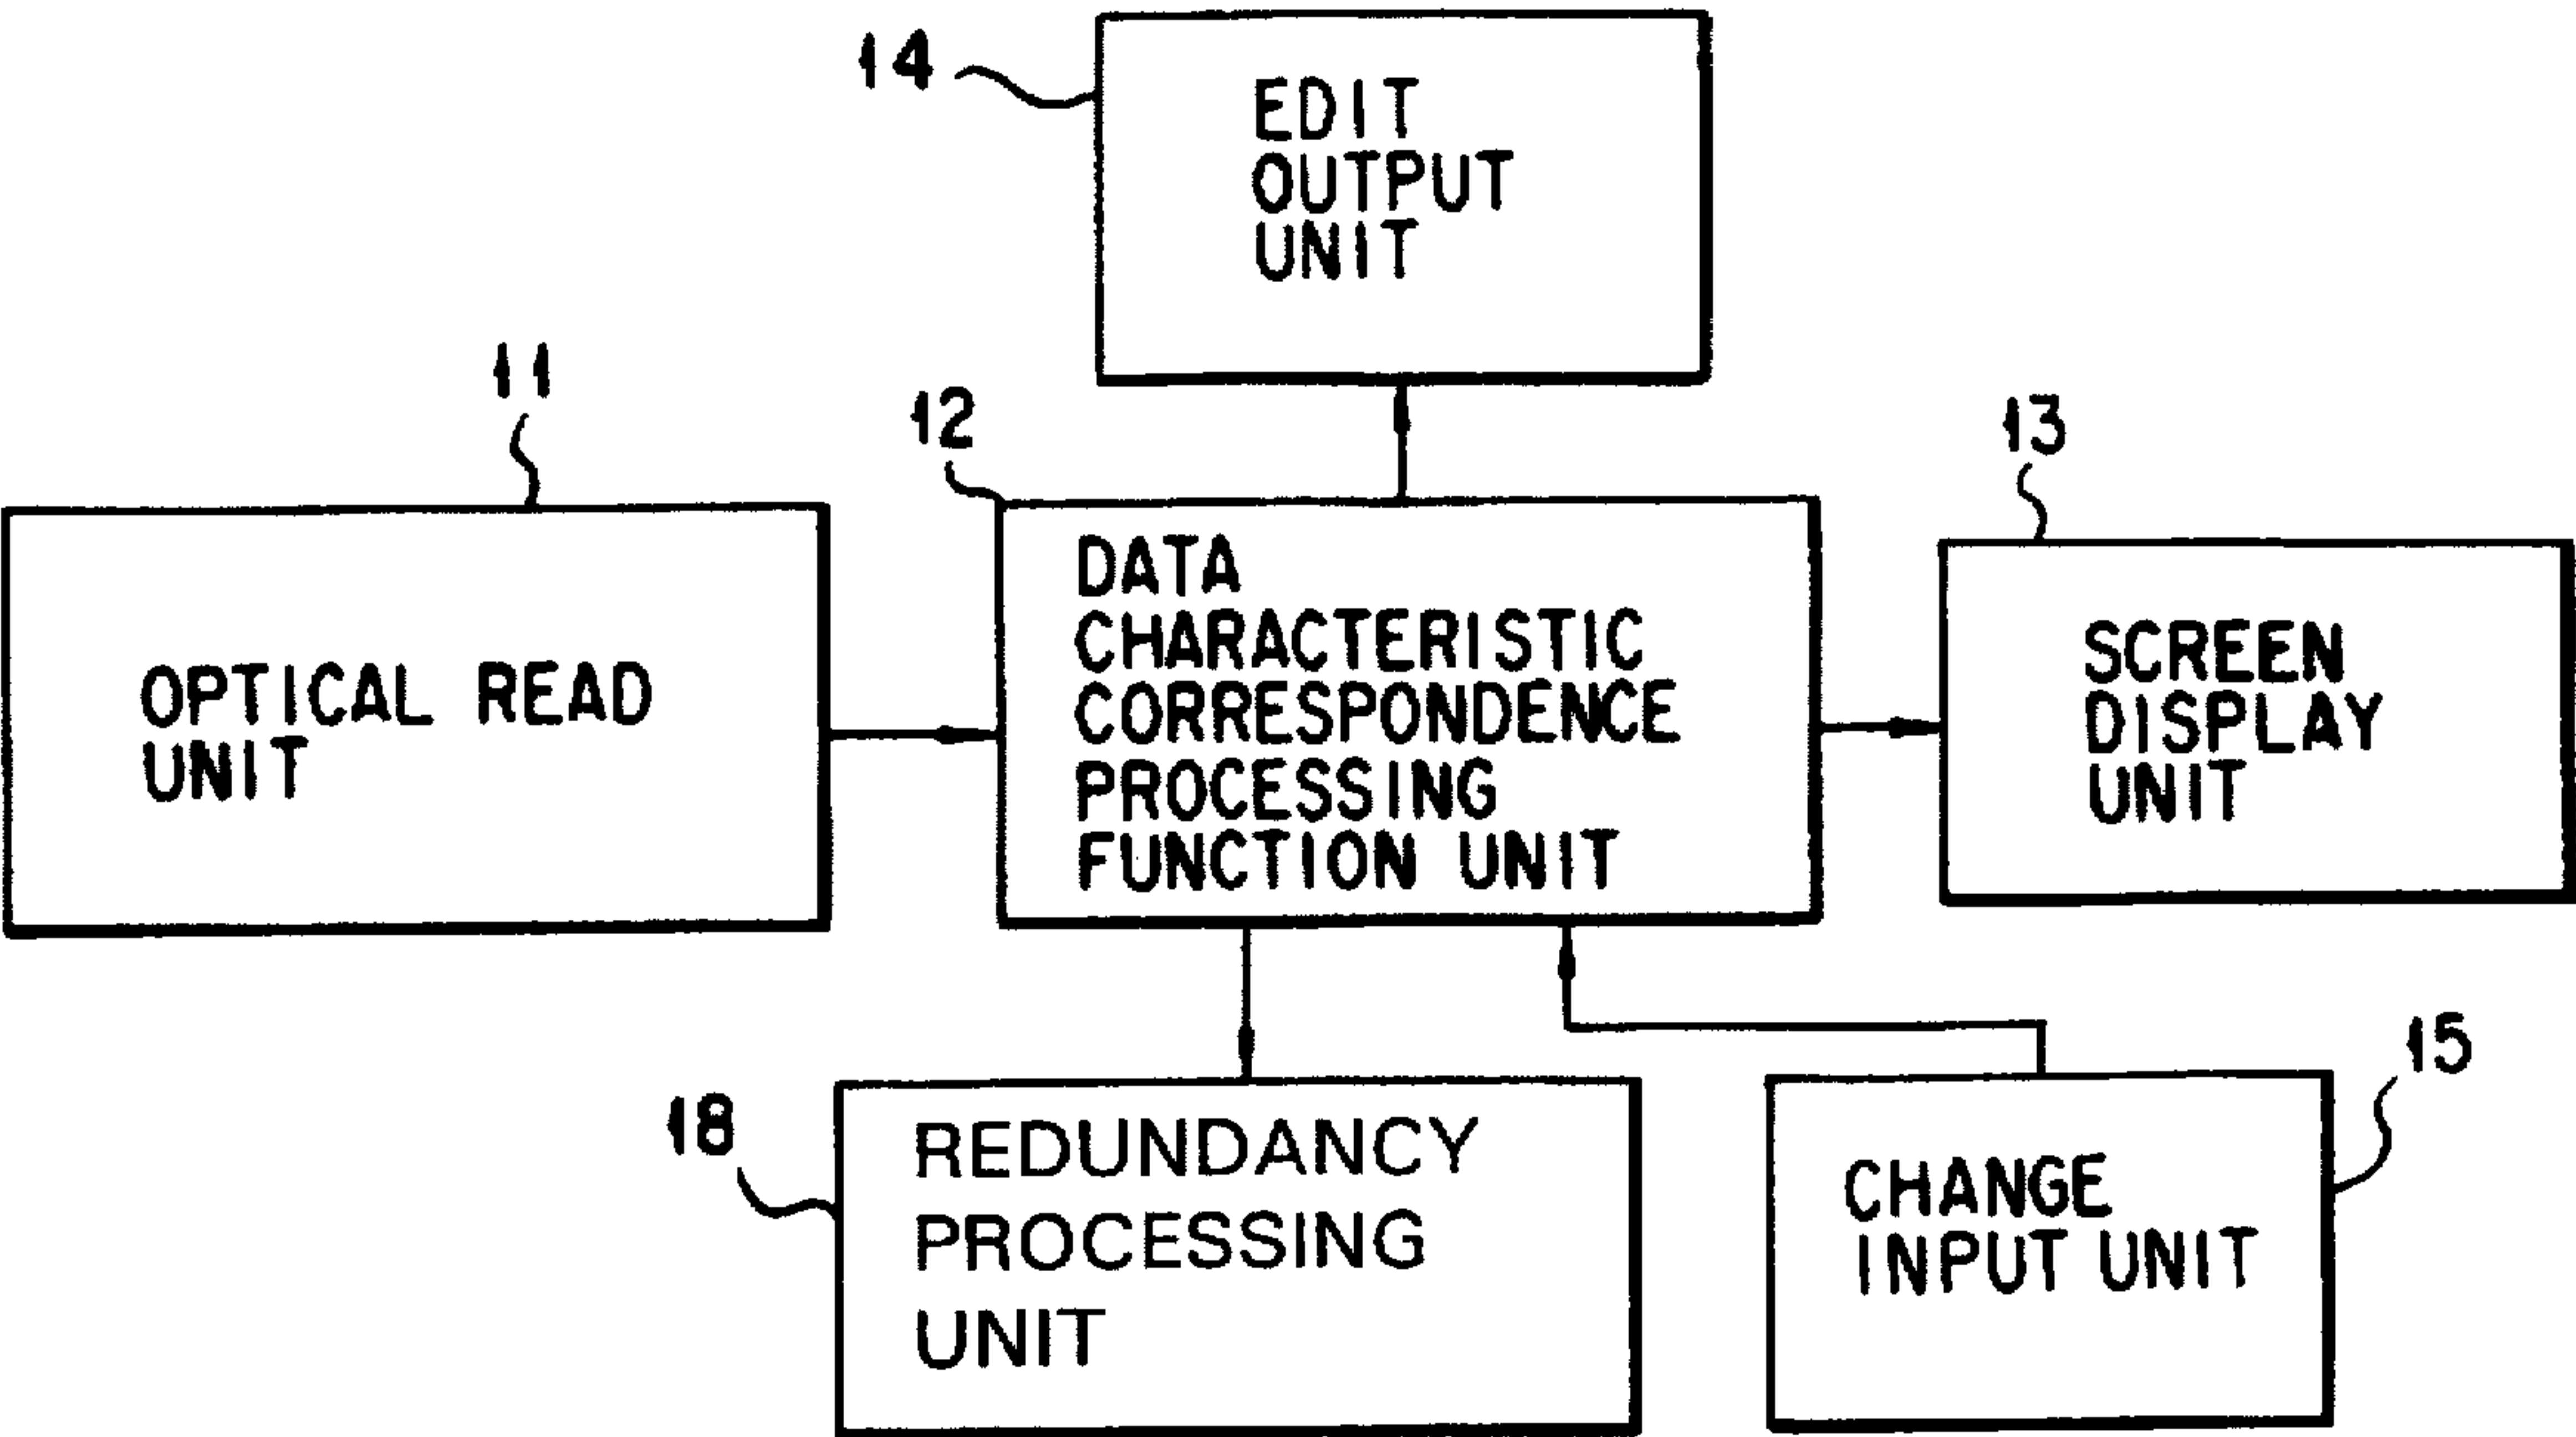 14
EDIT
OUTPUT
UNIT
11
OPTICAL READ
UNIT
12
DATA
CHARACTERISTIC
CORRESPONDENCE
PROCESSING
FUNCTION UNIT
13
SCREEN
DISPLAY
UNIT
18
REDUNDANCY
PROCESSING
UNIT
15
CHANGE
INPUT UNIT